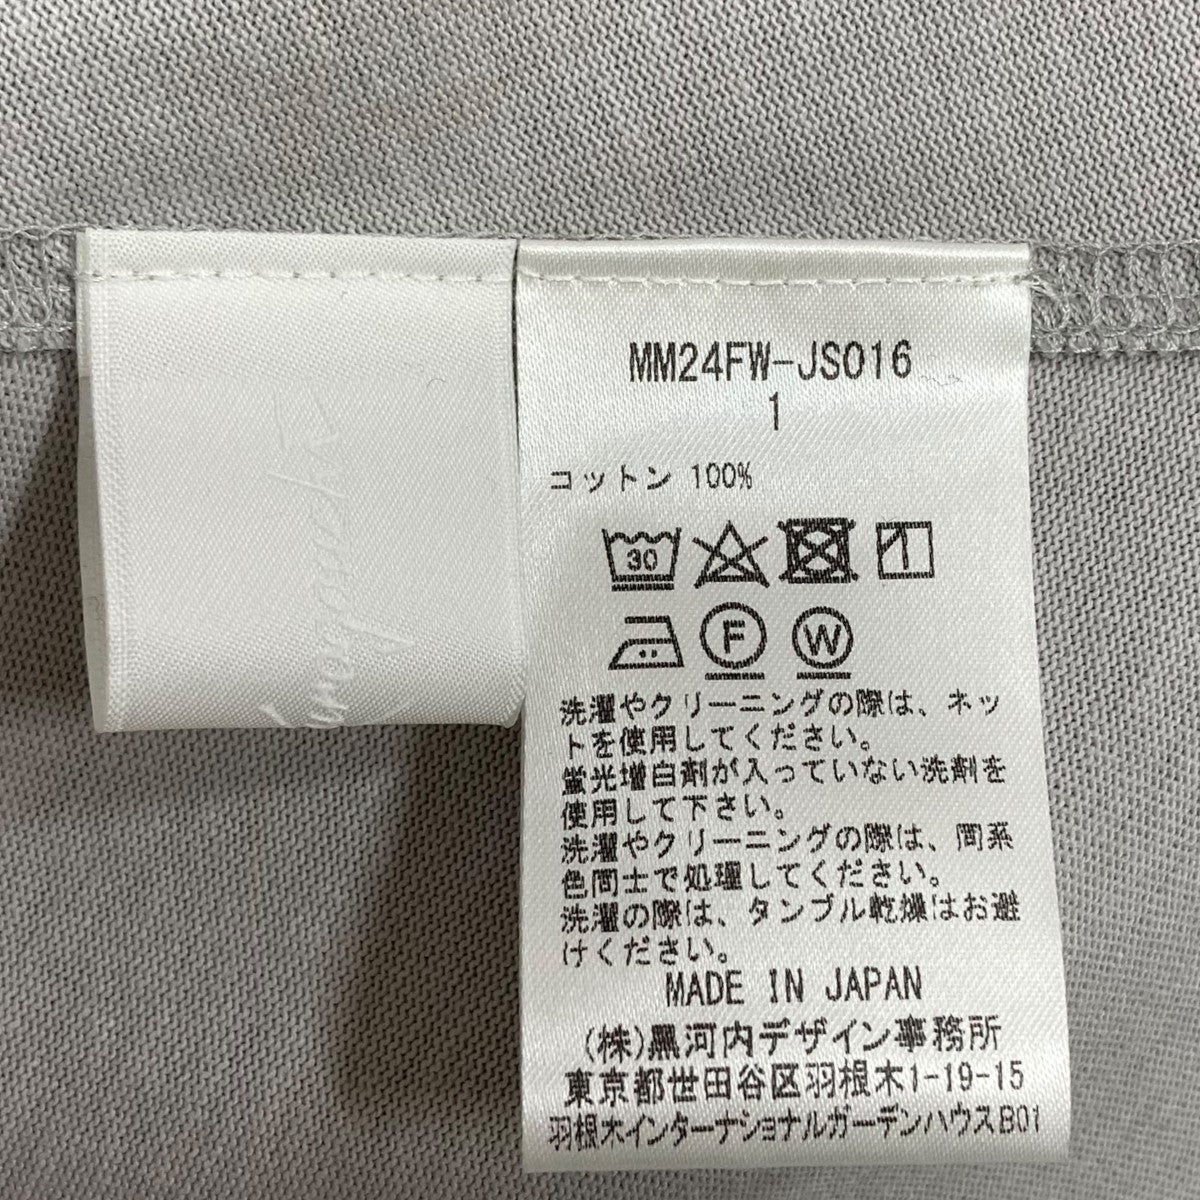 MM24FW-JS016
1
コットン 100%
30
F W
洗濯やクリーニングの際は、ネッ
トを使用してください。
蛍光増白剤が入っていない洗剤を
使用して下さい。
洗濯やクリーニングの際は、同系
色同士で処理してください。
洗濯の際は、タンブル乾燥はお避
けください。
MADE IN JAPAN
(株)黒河内デザイン事務所
東京都世田谷区羽根木1-19-15
羽根木インターナショナルガーデンハウスB01